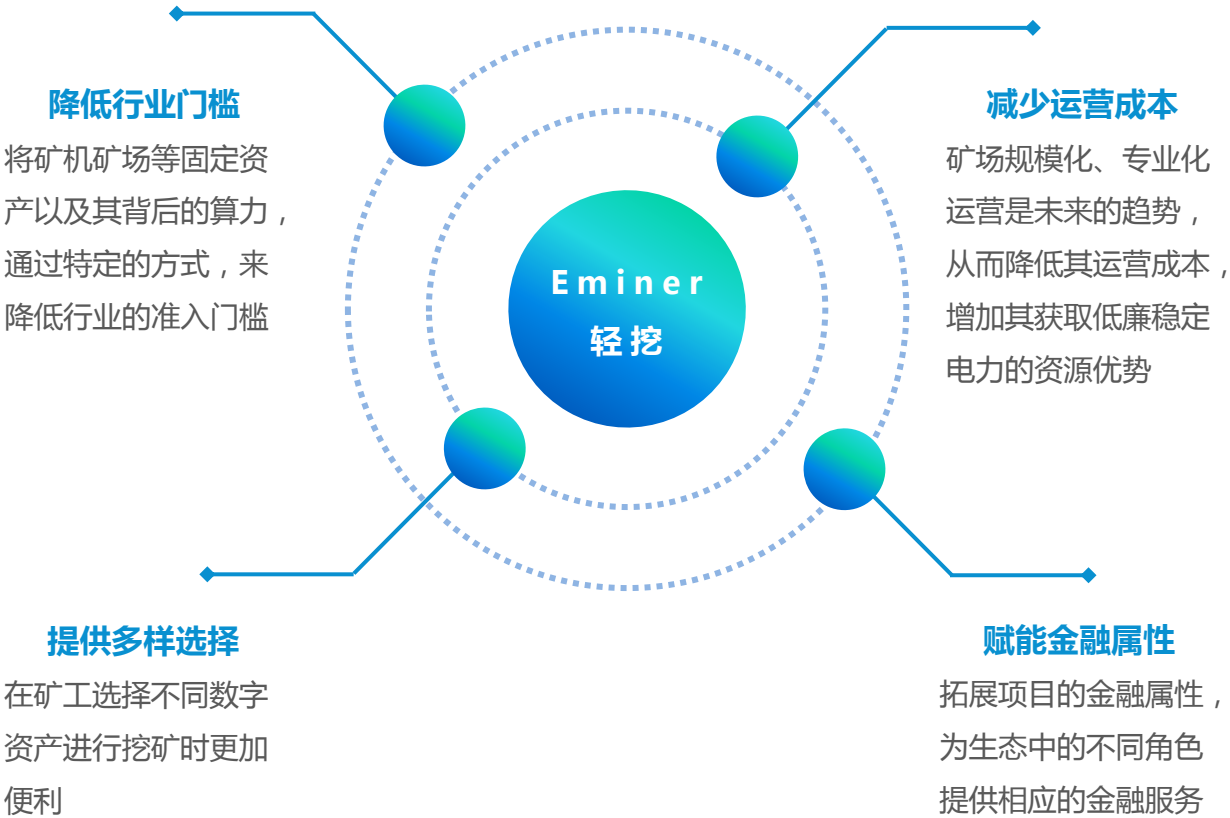 降低行业门槛
将矿机矿场等固定资
产以及其背后的算力，
通过特定的方式，来
降低行业的准入门槛
减少运营成本
矿场规模化、专业化
运营是未来的趋势，
从而降低其运营成本，
增加其获取低廉稳定
电力的资源优势
Eminer
轻挖
提供多样选择
在矿工选择不同数字
资产进行挖矿时更加
便利
赋能金融属性
拓展项目的金融属性，
为生态中的不同角色
提供相应的金融服务